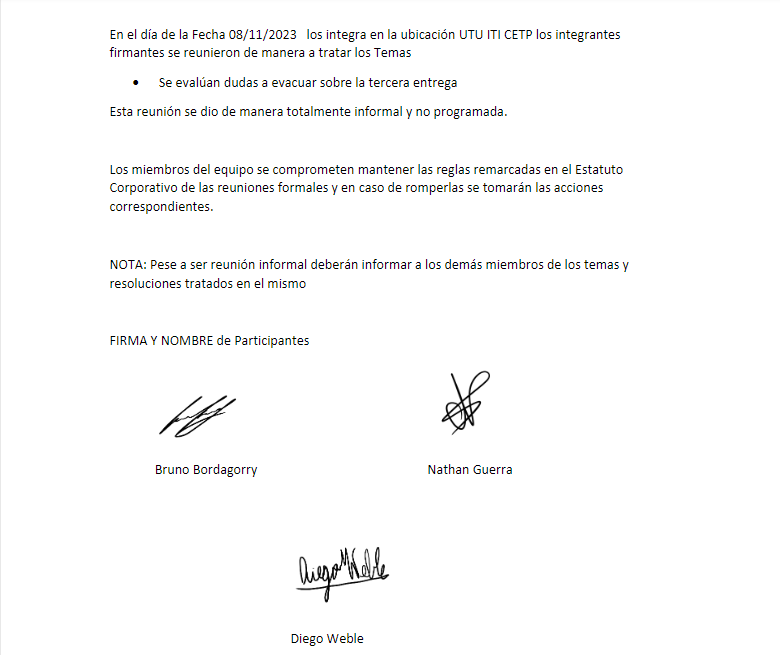 En el día de la Fecha 08/11/2023 los integra en la ubicación UTU ITI CETP los integrantes
firmantes se reunieron de manera a tratar los Temas
• Se evalúan dudas a evacuar sobre la tercera entrega
Esta reunión se dio de manera totalmente informal y no programada.
Los miembros del equipo se comprometen mantener las reglas remarcadas en el Estatuto
Corporativo de las reuniones formales y en caso de romperlas se tomarán las acciones
correspondientes.
NOTA: Pese a ser reunión informal deberán informar a los demás miembros de los temas y
resoluciones tratados en el mismo
FIRMA Y NOMBRE de Participantes
Bruno Bordagorry Nathan Guerra
Diego Weble
Diego Weble